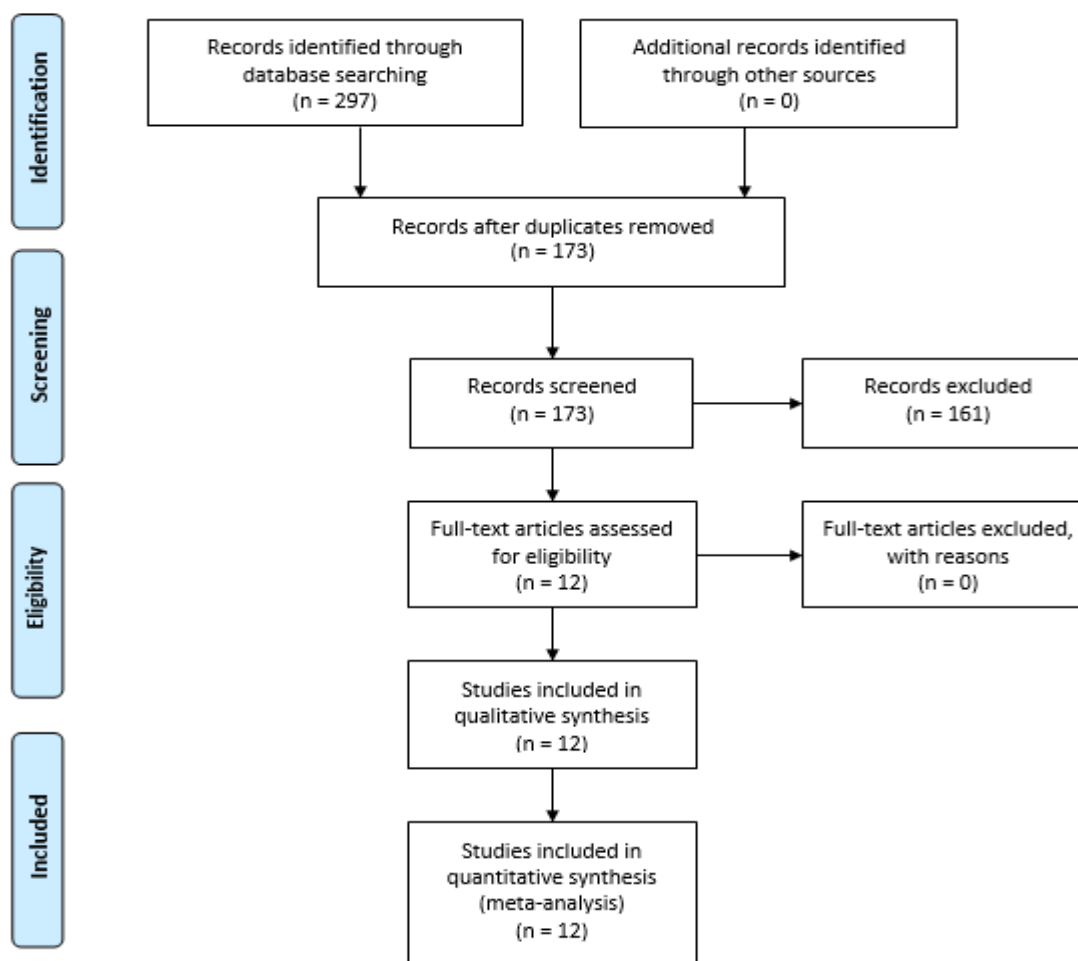 Identification
Records identified through
database searching
(n = 297)
Additional records identified
through other sources
(n = 0)
Records after duplicates removed
(n = 173)
Screening
Records screened
(n = 173)
Records excluded
(n = 161)
Eligibility
Full-text articles assessed
for eligibility
(n = 12)
Full-text articles excluded,
with reasons
(n = 0)
Studies included in
qualitative synthesis
(n = 12)
Included
Studies included in
quantitative synthesis
(meta-analysis)
(n = 12)